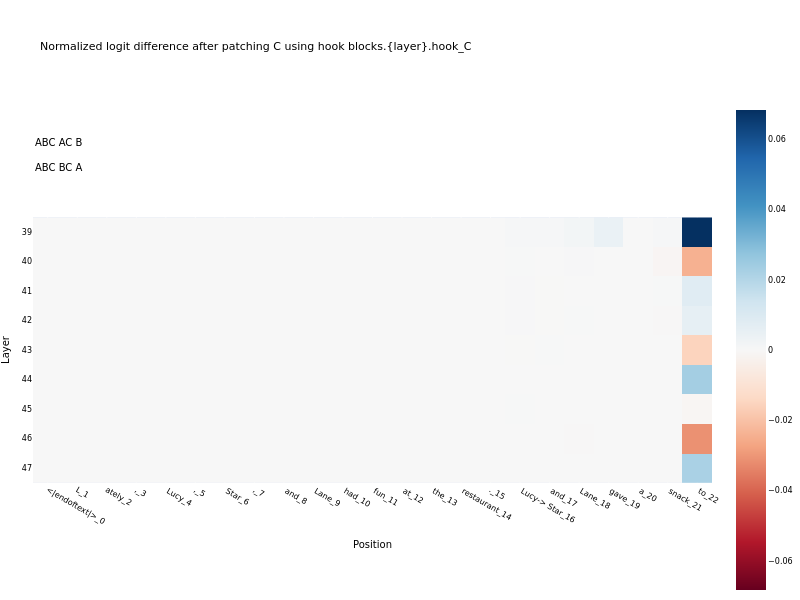 Normalized logit difference after patching C using hook blocks.{layer}.hook_C
ABC AC B
ABC BC A
Layer
39
40
41
42
43
44
45
46
47
<|endoftext|>_0
L_1
ately_2
,_3
Lucy_4
,_5
Star_6
,_7
and_8
Lane_9
had_10
fun_11
at_12
the_13
restaurant_14
._15
Lucy-> Star_16
and_17
Lane_18
gave_19
a_20
snack_21
to_22
Position
0.06
0.04
0.02
0
−0.02
−0.04
−0.06